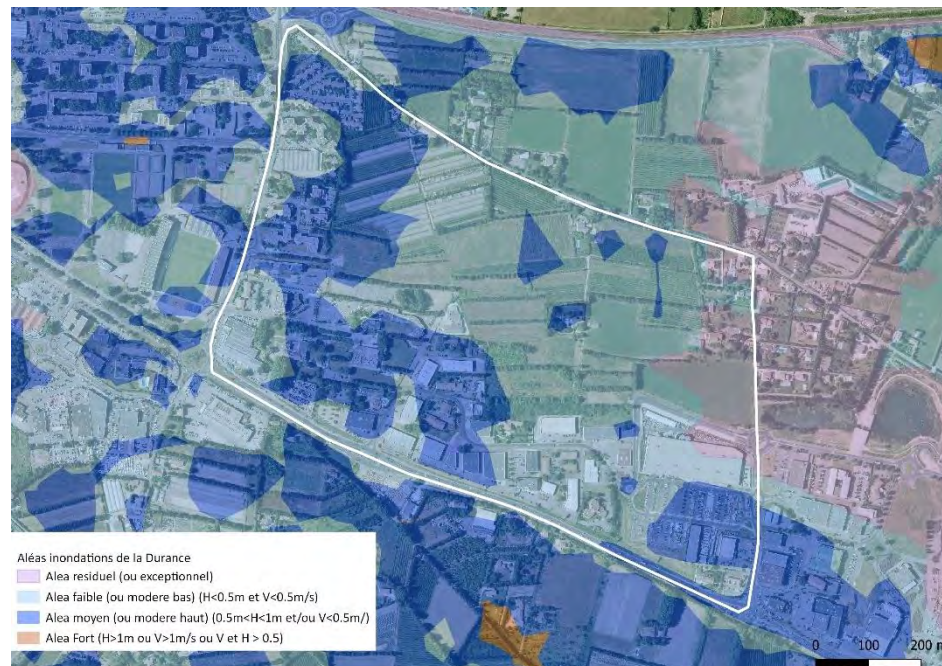 Aléas inondations de la Durance
Alea residuel (ou exceptionnel)
Alea faible (ou modere bas) (H<0.5m et V<0.5m/s)
Alea moyen (ou modere haut) (0.5m<H<1m et/ou V<0.5m/)
Alea Fort (H>1m ou V>1m/s ou V et H > 0.5)
0 100 200 m